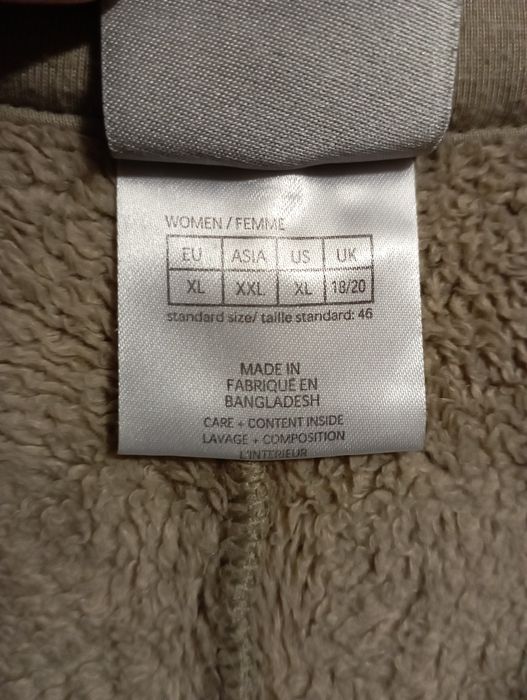 WOMEN / FEMME
EU ASIA US UK
XL XXL XL 18/20
standard size/ taille standard: 46
MADE IN
FABRIQUÉ EN
BANGLADESH
CARE + CONTENT INSIDE
LAVAGE + COMPOSITION
L'INTERIEUR